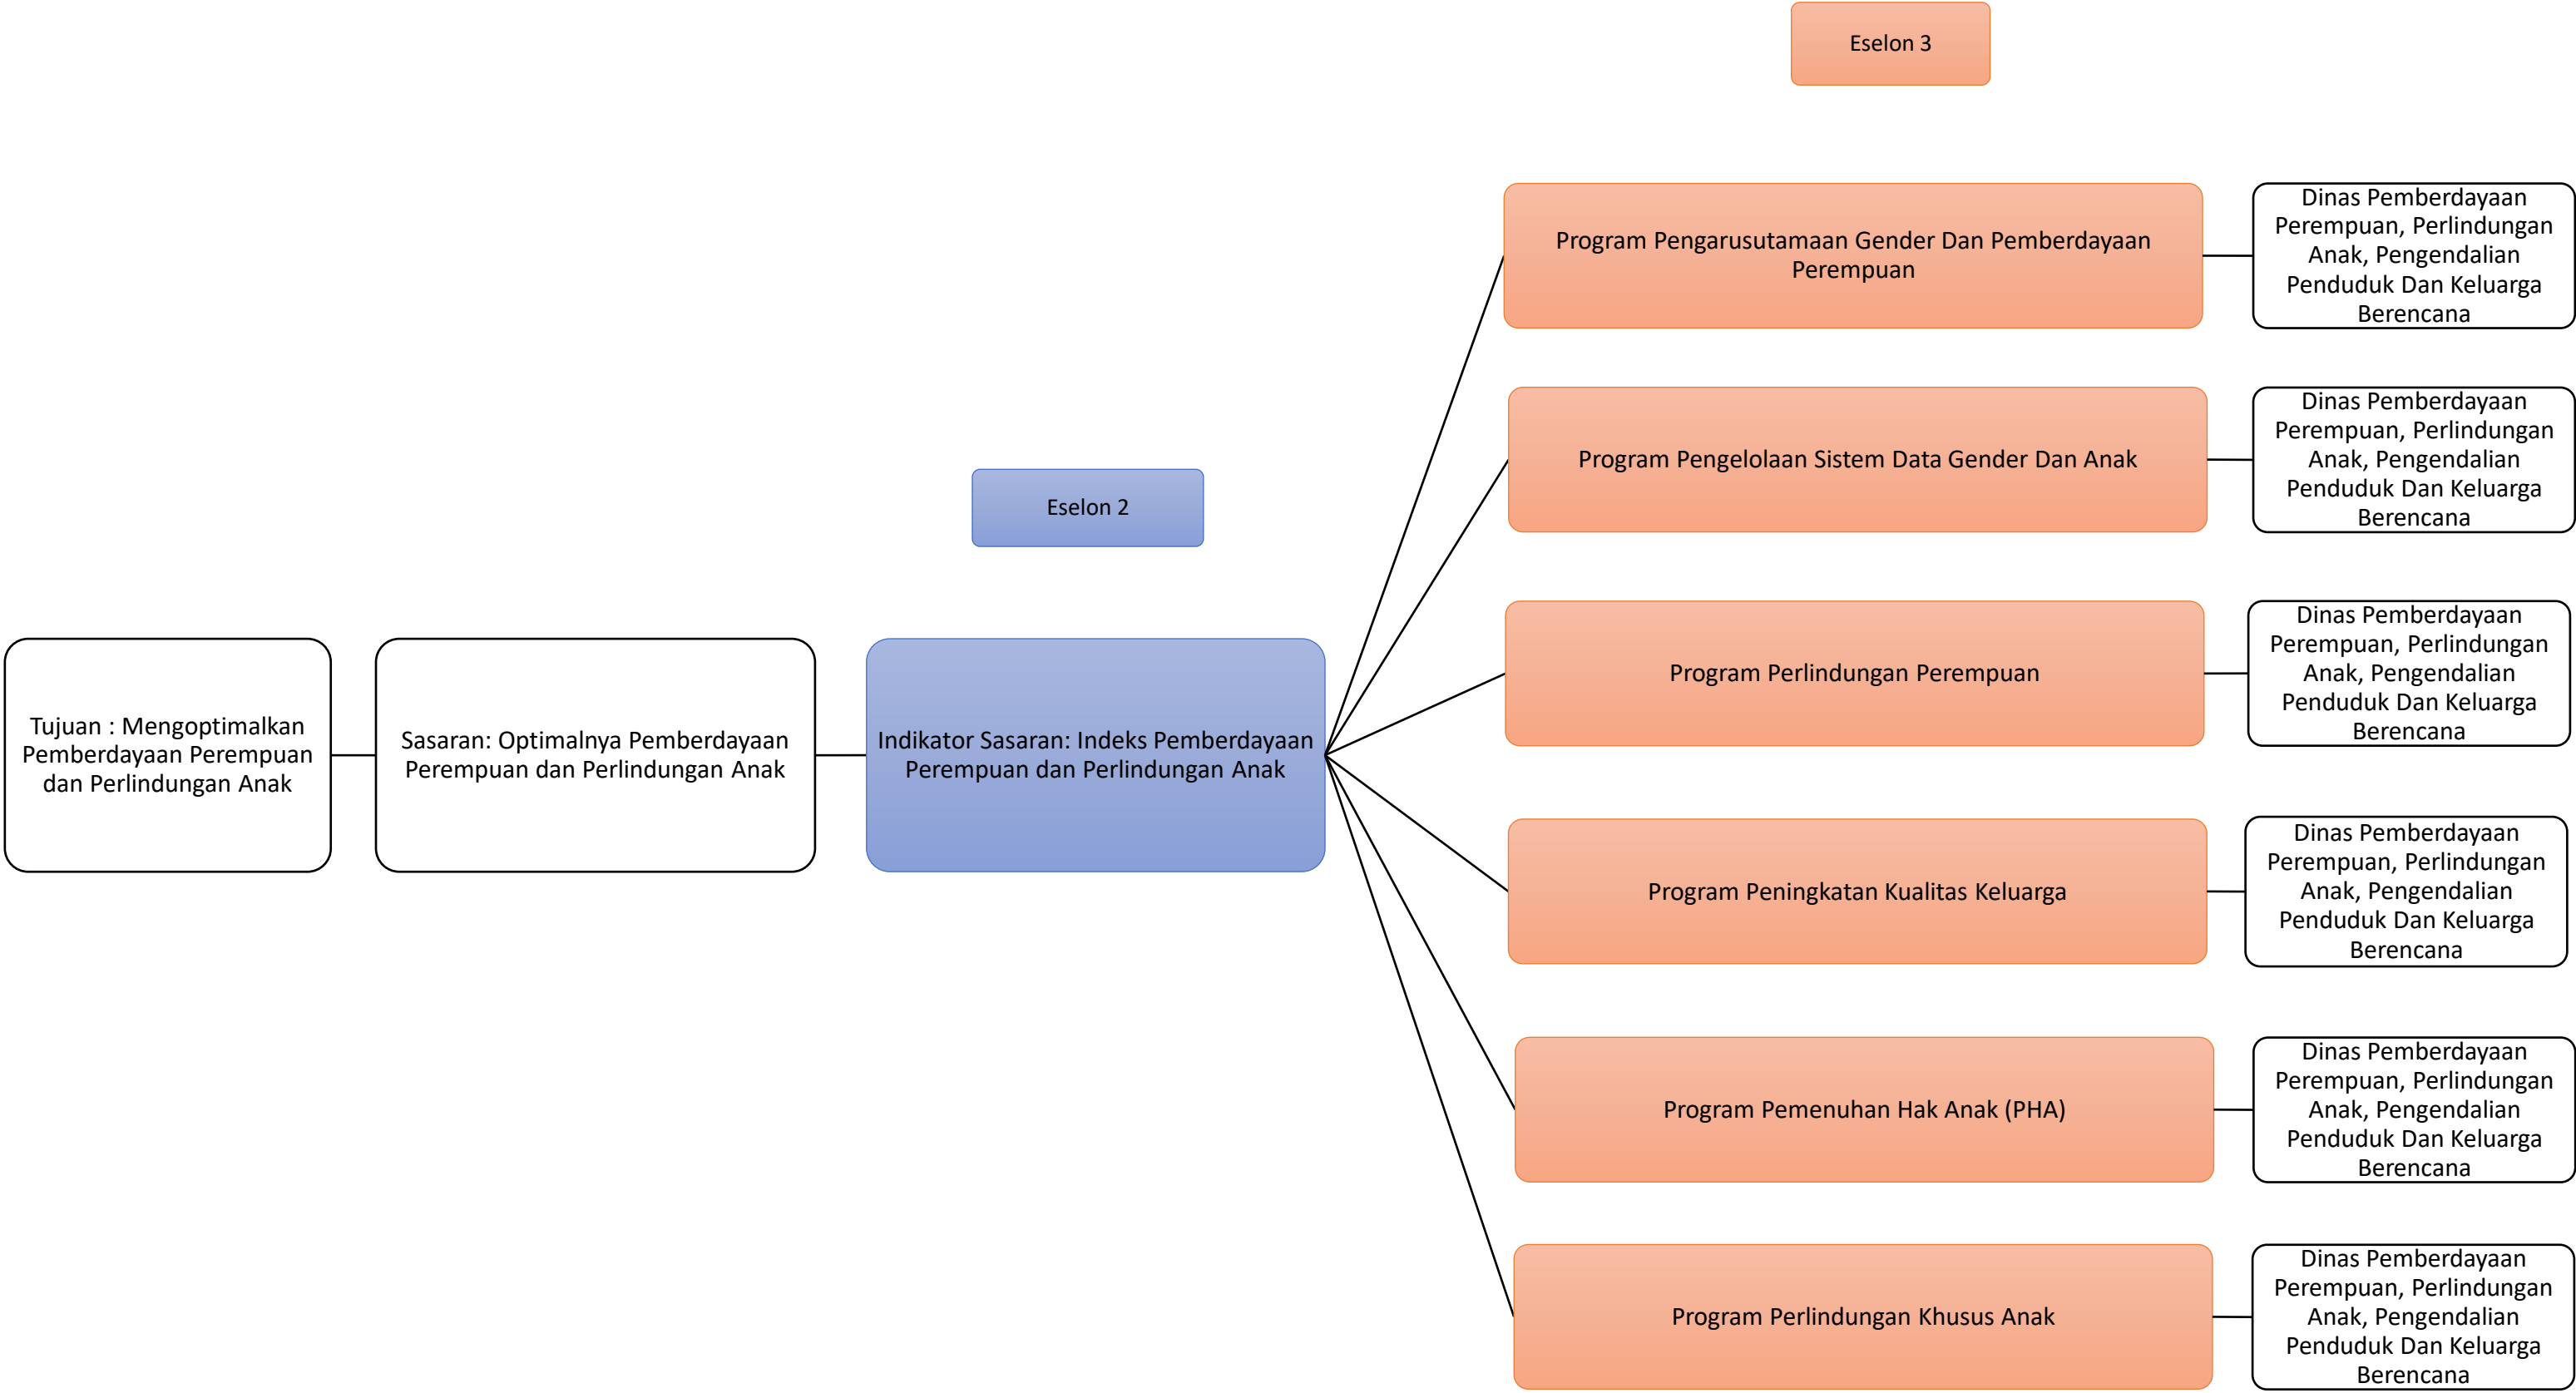 Eselon 3
Eselon 2
Tujuan : Mengoptimalkan
Pemberdayaan Perempuan
dan Perlindungan Anak
Sasaran: Optimalnya Pemberdayaan
Perempuan dan Perlindungan Anak
Indikator Sasaran: Indeks Pemberdayaan
Perempuan dan Perlindungan Anak
Program Pengarusutamaan Gender Dan Pemberdayaan
Perempuan
Dinas Pemberdayaan
Perempuan, Perlindungan
Anak, Pengendalian
Penduduk Dan Keluarga
Berencana
Program Pengelolaan Sistem Data Gender Dan Anak
Dinas Pemberdayaan
Perempuan, Perlindungan
Anak, Pengendalian
Penduduk Dan Keluarga
Berencana
Program Perlindungan Perempuan
Dinas Pemberdayaan
Perempuan, Perlindungan
Anak, Pengendalian
Penduduk Dan Keluarga
Berencana
Program Peningkatan Kualitas Keluarga
Dinas Pemberdayaan
Perempuan, Perlindungan
Anak, Pengendalian
Penduduk Dan Keluarga
Berencana
Program Pemenuhan Hak Anak (PHA)
Dinas Pemberdayaan
Perempuan, Perlindungan
Anak, Pengendalian
Penduduk Dan Keluarga
Berencana
Program Perlindungan Khusus Anak
Dinas Pemberdayaan
Perempuan, Perlindungan
Anak, Pengendalian
Penduduk Dan Keluarga
Berencana